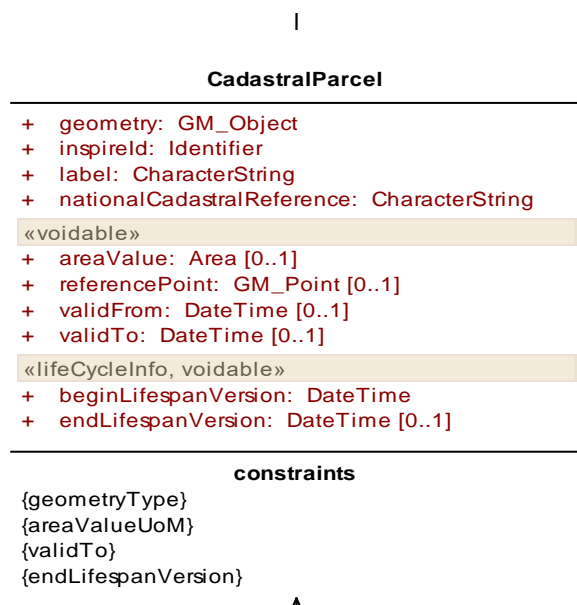 CadastralParcel
+ geometry: GM_Object
+ inspireId: Identifier
+ label: CharacterString
+ nationalCadastralReference: CharacterString
«voidable»
+ areaValue: Area [0..1]
+ referencePoint: GM_Point [0..1]
+ validFrom: DateTime [0..1]
+ validTo: DateTime [0..1]
«lifeCycleInfo, voidable»
+ beginLifespanVersion: DateTime
+ endLifespanVersion: DateTime [0..1]
constraints
{geometryType}
{areaValueUoM}
{validTo}
{endLifespanVersion}